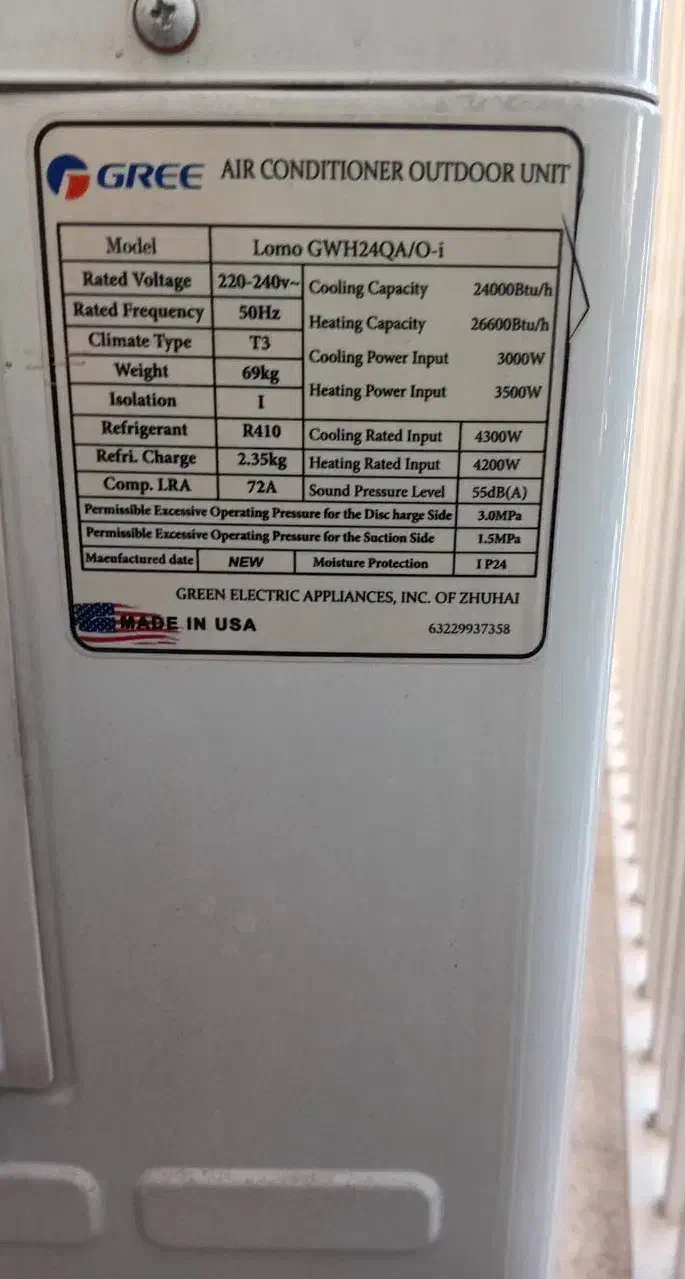 GREE AIR CONDITIONER OUTDOOR UNIT
Model Lomo GWH24QA/O-i
Rated Voltage 220-240v~ Cooling Capacity 24000Btu/h
Rated Frequency 50Hz Heating Capacity 26600Btu/h
Climate Type T3 Cooling Power Input 3000W
Weight 69kg Heating Power Input 3500W
Isolation I
Refrigerant R410 Cooling Rated Input 4300W
Refri. Charge 2.35kg Heating Rated Input 4200W
Comp. LRA 72A Sound Pressure Level 55dB(A)
Permissible Excessive Operating Pressure for the Disc harge Side 3.0MPa
Permissible Excessive Operating Pressure for the Suction Side 1.5MPa
Maeufactured date NEW Moisture Protection I P24
GREEN ELECTRIC APPLIANCES, INC. OF ZHUHAI
MADE IN USA 63229937358